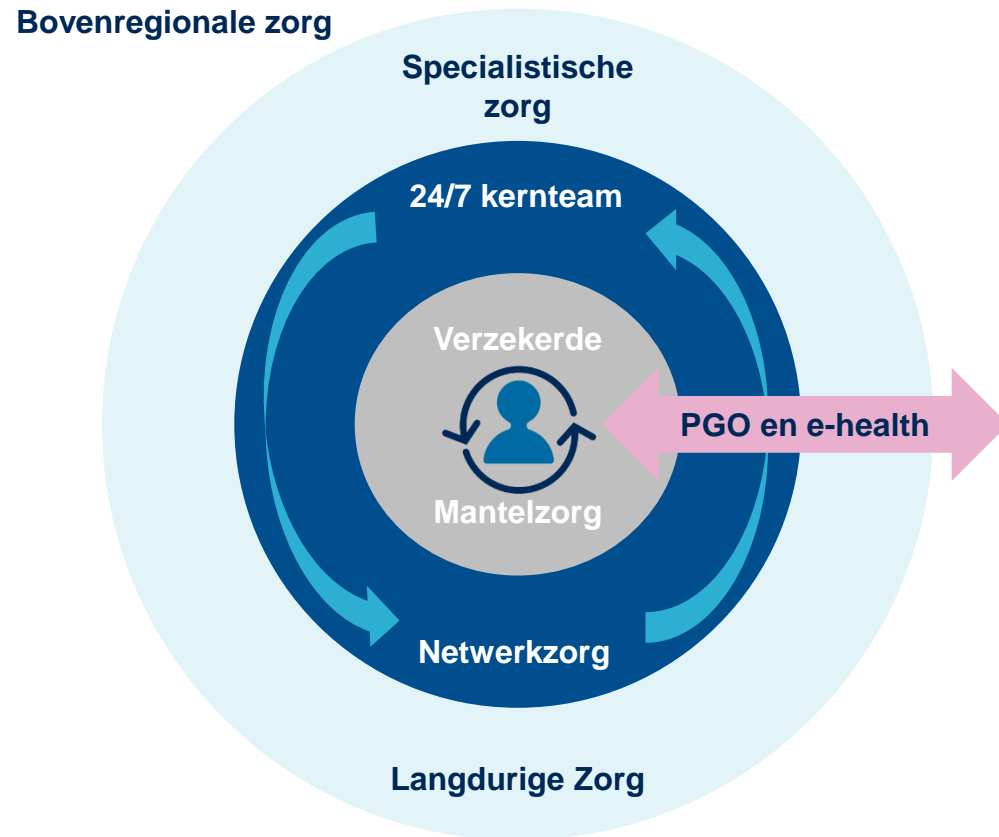 Bovenregionale zorg
Specialistische
zorg
24/7 kernteam
Verzekerde
PGO en e-health
Mantelzorg
Netwerkzorg
Langdurige Zorg